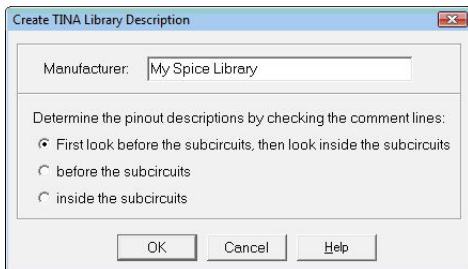 Create TINA Library Description
Manufacturer: My Spice Library
Determine the pinout descriptions by checking the comment lines:
First look before the subcircuits, then look inside the subcircuits
before the subcircuits
inside the subcircuits
OK Cancel Help